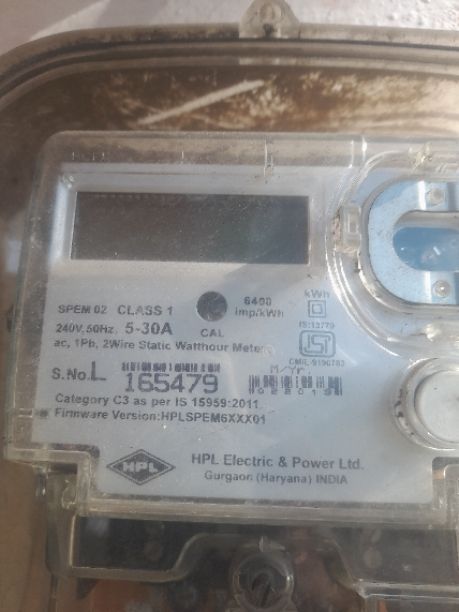 SPEM 02 CLASS 1
240V, 50Hz, 5-30A
CAL
6400
imp/kWh
kWh
IS:13779
ac, 1Ph, 2Wire Static Watthour Meter
CM/L-9190783
S.No. L 165479
M/Yr.
Category C3 as per IS 15959:2011
Firmware Version:HPLSPEM6XXX01
HPL
HPL Electric & Power Ltd.
Gurgaon (Haryana) INDIA